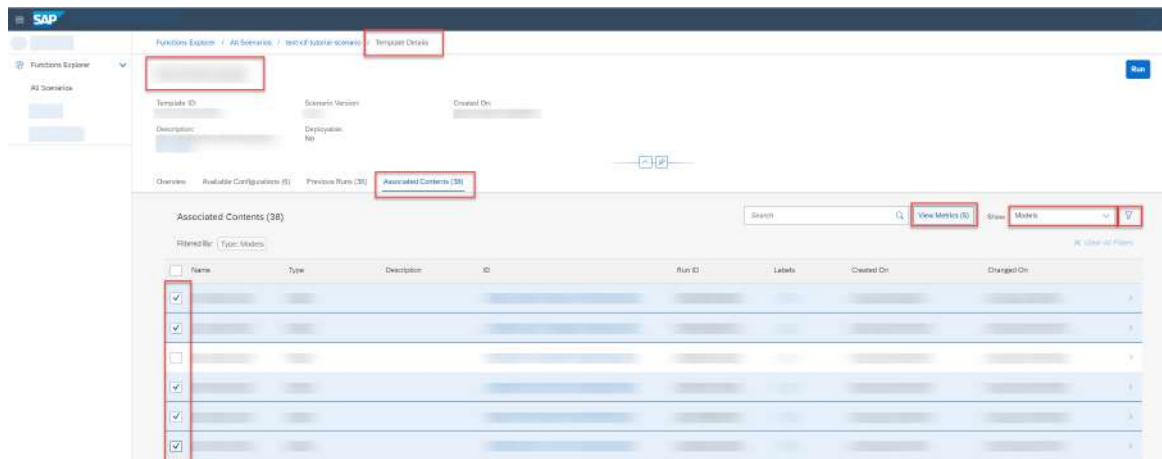 SAP
Functions Explorer / All Scenarios / test-xif-tutorial-scenario / Template Details
Functions Explorer
All Scenarios
Run
Template ID: Scenario Version: Created On:
Description: Deployable:
No
Overview Available Configurations (6) Previous Runs (38) Associated Contents (38)
Associated Contents (38) Search View Metrics (5) Show: Models
Filtered By: Type: Models Clear All Filters
Name Type Description ID Run ID Labels Created On Changed On